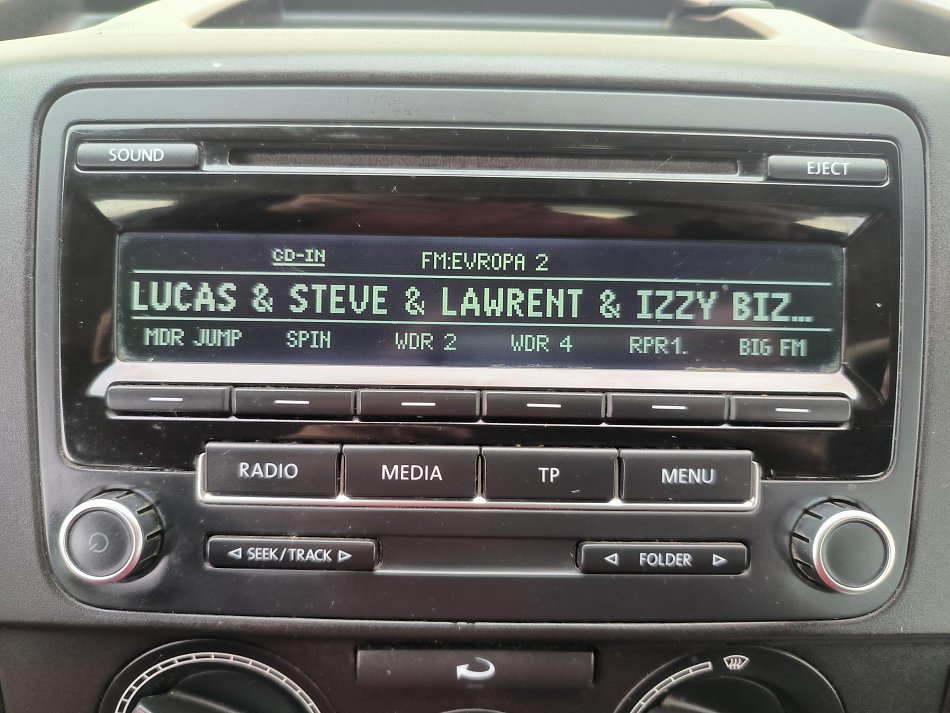 SOUND
EJECT
CD-IN FM:EVROPA 2
LUCAS & STEVE & LAWRENT & IZZY BIZ...
MDR JUMP SPIN WDR 2 WDR 4 RPR1. BIG FM
RADIO MEDIA TP MENU
SEEK/TRACK FOLDER